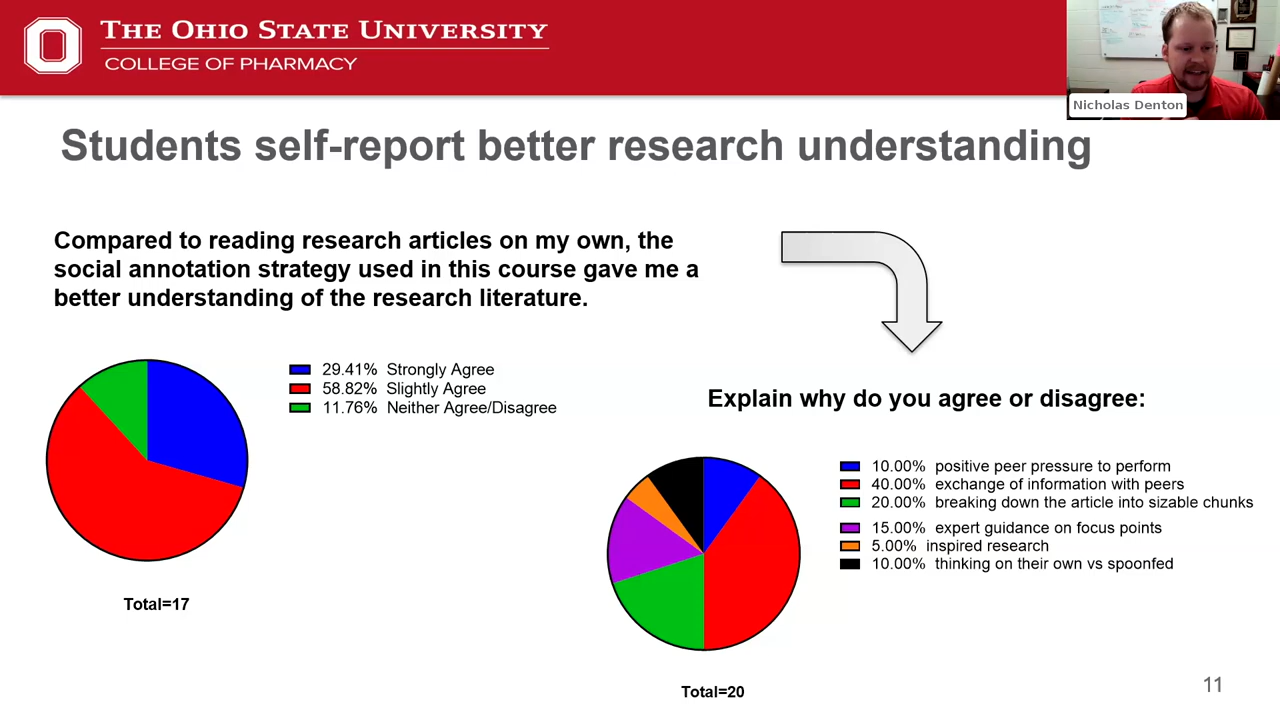 THE OHIO STATE UNIVERSITY
COLLEGE OF PHARMACY
Nicholas Denton
Students self-report better research understanding
Compared to reading research articles on my own, the
social annotation strategy used in this course gave me a
better understanding of the research literature.
29.41% Strongly Agree
58.82% Slightly Agree
11.76% Neither Agree/Disagree
Total=17
Explain why do you agree or disagree:
10.00% positive peer pressure to perform
40.00% exchange of information with peers
20.00% breaking down the article into sizable chunks
15.00% expert guidance on focus points
5.00% inspired research
10.00% thinking on their own vs spoonfed
Total=20
11